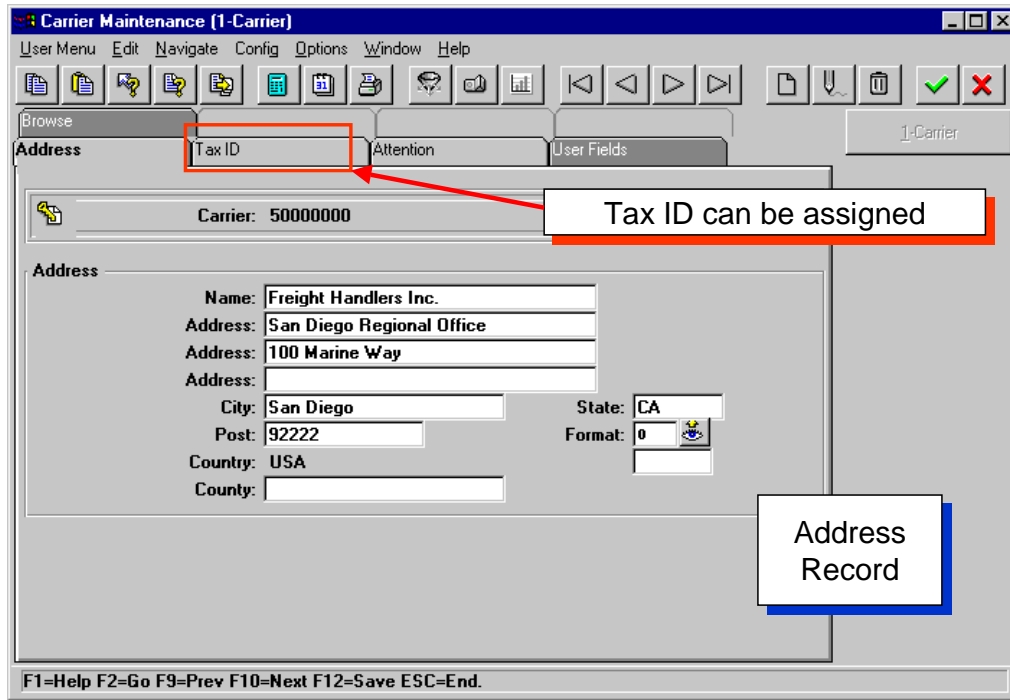 Carrier Maintenance (1-Carrier)
User Menu Edit Navigate Config Options Window Help
31
Browse
1-Carrier
Address Tax ID Attention User Fields
Tax ID can be assigned
Carrier: 50000000
Address
Name: Freight Handlers Inc.
Address: San Diego Regional Office
Address: 100 Marine Way
Address:
City: San Diego State: CA
Post: 92222 Format: 0
Country: USA
County:
Address
Record
F1=Help F2=Go F9=Prev F10=Next F12=Save ESC=End.